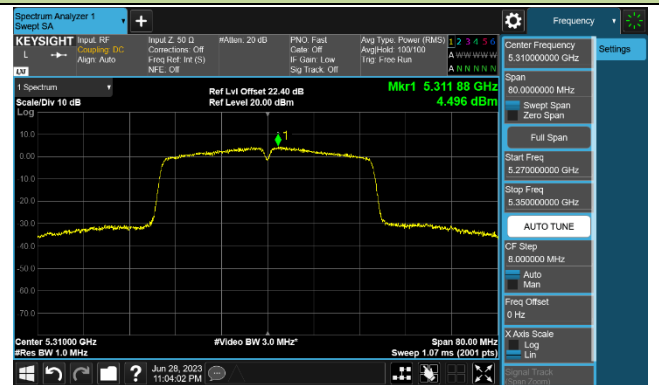 Spectrum Analyzer 1
Swept SA
+
Frequency
KEYSIGHT
L
LXI
Input: RF
Coupling: DC
Align: Auto
Input Z: 50 Ω
Corrections: Off
Freq Ref: Int (S)
NFE: Off
#Atten: 20 dB
PNO: Fast
Gate: Off
IF Gain: Low
Sig Track: Off
Avg Type: Power (RMS)
Avg|Hold: 100/100
Trig: Free Run
1 2 3 4 5 6
A W W W W W
A N N N N N
1 Spectrum
Scale/Div 10 dB
Log
Ref Lvl Offset 22.40 dB
Ref Level 20.00 dBm
Mkr1 5.311 88 GHz
4.496 dBm
1
10.0
0.00
-10.0
-20.0
-30.0
-40.0
-50.0
-60.0
-70.0
Center 5.31000 GHz
#Res BW 1.0 MHz
#Video BW 3.0 MHz*
Span 80.00 MHz
Sweep 1.07 ms (2001 pts)
?
Jun 28, 2023
11:04:02 PM
Center Frequency
5.310000000 GHz
Settings
Span
80.0000000 MHz
Swept Span
Zero Span
Full Span
Start Freq
5.270000000 GHz
Stop Freq
5.350000000 GHz
AUTO TUNE
CF Step
8.000000 MHz
Auto
Man
Freq Offset
0 Hz
X Axis Scale
Log
Lin
Signal Track
(Span Zoom)